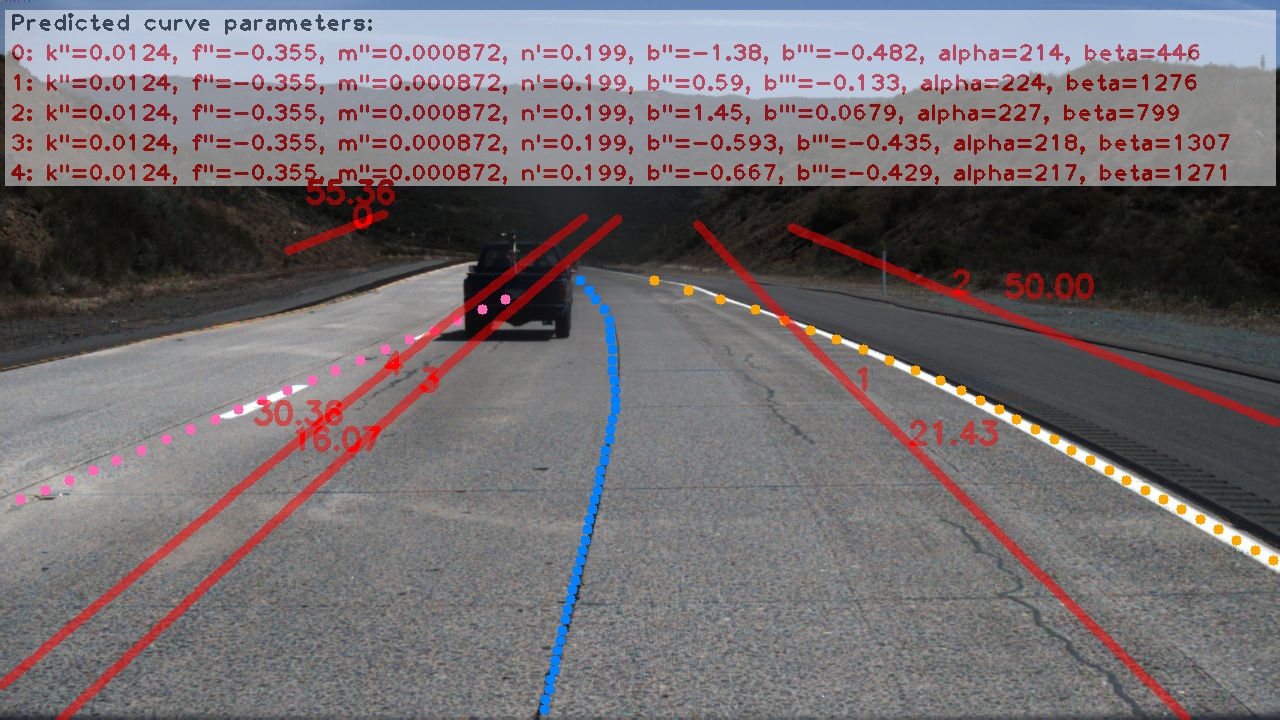 Predicted curve parameters:
0: k''=0.0124, f''=−0.355, m''=0.000872, n'=0.199, b''=−1.38, b'''=−0.482, alpha=214, beta=446
1: k''=0.0124, f''=−0.355, m''=0.000872, n'=0.199, b''=0.59, b'''=−0.133, alpha=224, beta=1276
2: k''=0.0124, f''=−0.355, m''=0.000872, n'=0.199, b''=1.45, b'''=0.0679, alpha=227, beta=799
3: k''=0.0124, f''=−0.355, m''=0.000872, n'=0.199, b''=−0.593, b'''=−0.435, alpha=218, beta=1307
4: k''=0.0124, f''=−0.355, m''=0.000872, n'=0.199, b''=−0.667, b'''=−0.429, alpha=217, beta=1271
55.36
0
2 50.00
4
3
1
30.36
16.07
21.43